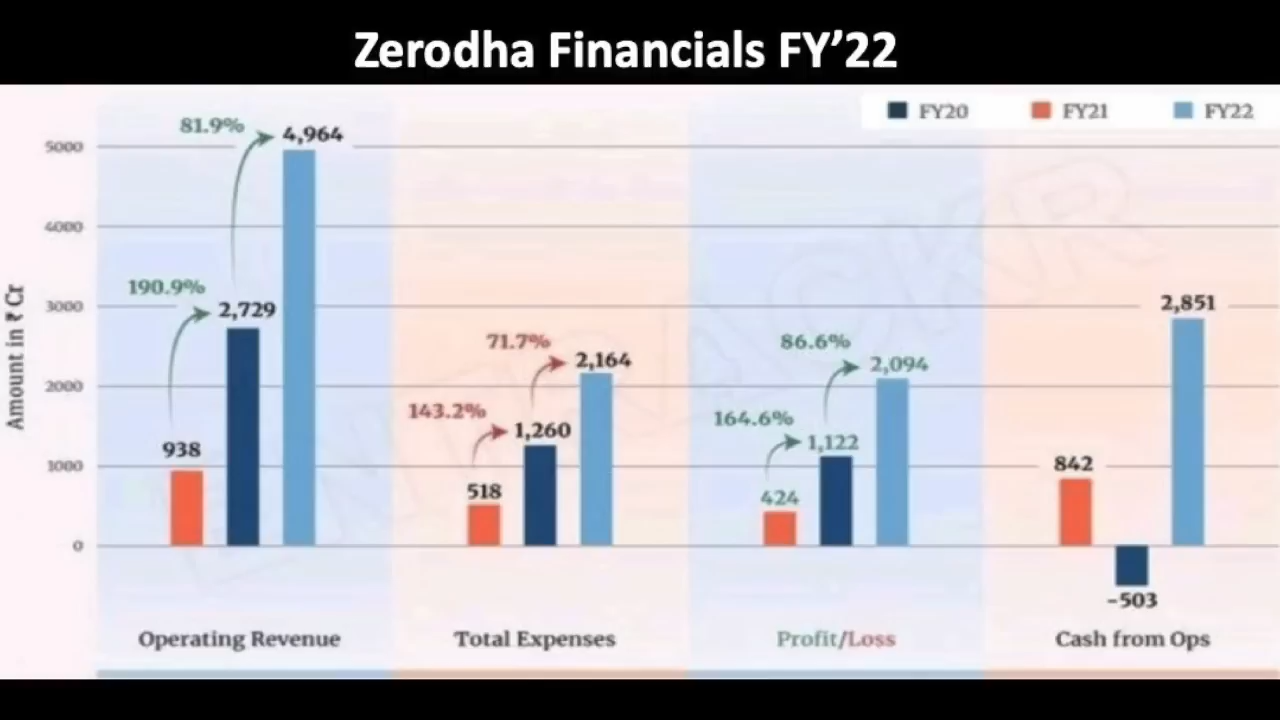 Zerodha Financials FY’22
FY20
FY21
FY22
Amount in ₹ Cr
5000
4000
3000
2000
1000
0
81.9%
4,964
190.9%
2,729
938
Operating Revenue
71.7%
2,164
143.2%
1,260
518
Total Expenses
86.6%
2,094
164.6%
1,122
424
Profit/Loss
2,851
842
-503
Cash from Ops
ENTRACKR